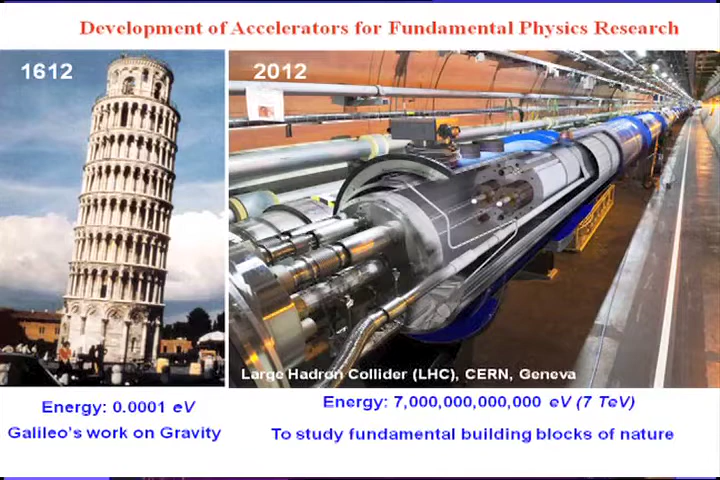 Development of Accelerators for Fundamental Physics Research
1612
2012
Large Hadron Collider (LHC), CERN, Geneva
Energy: 0.0001 eV
Galileo's work on Gravity
Energy: 7,000,000,000,000 eV (7 TeV)
To study fundamental building blocks of nature